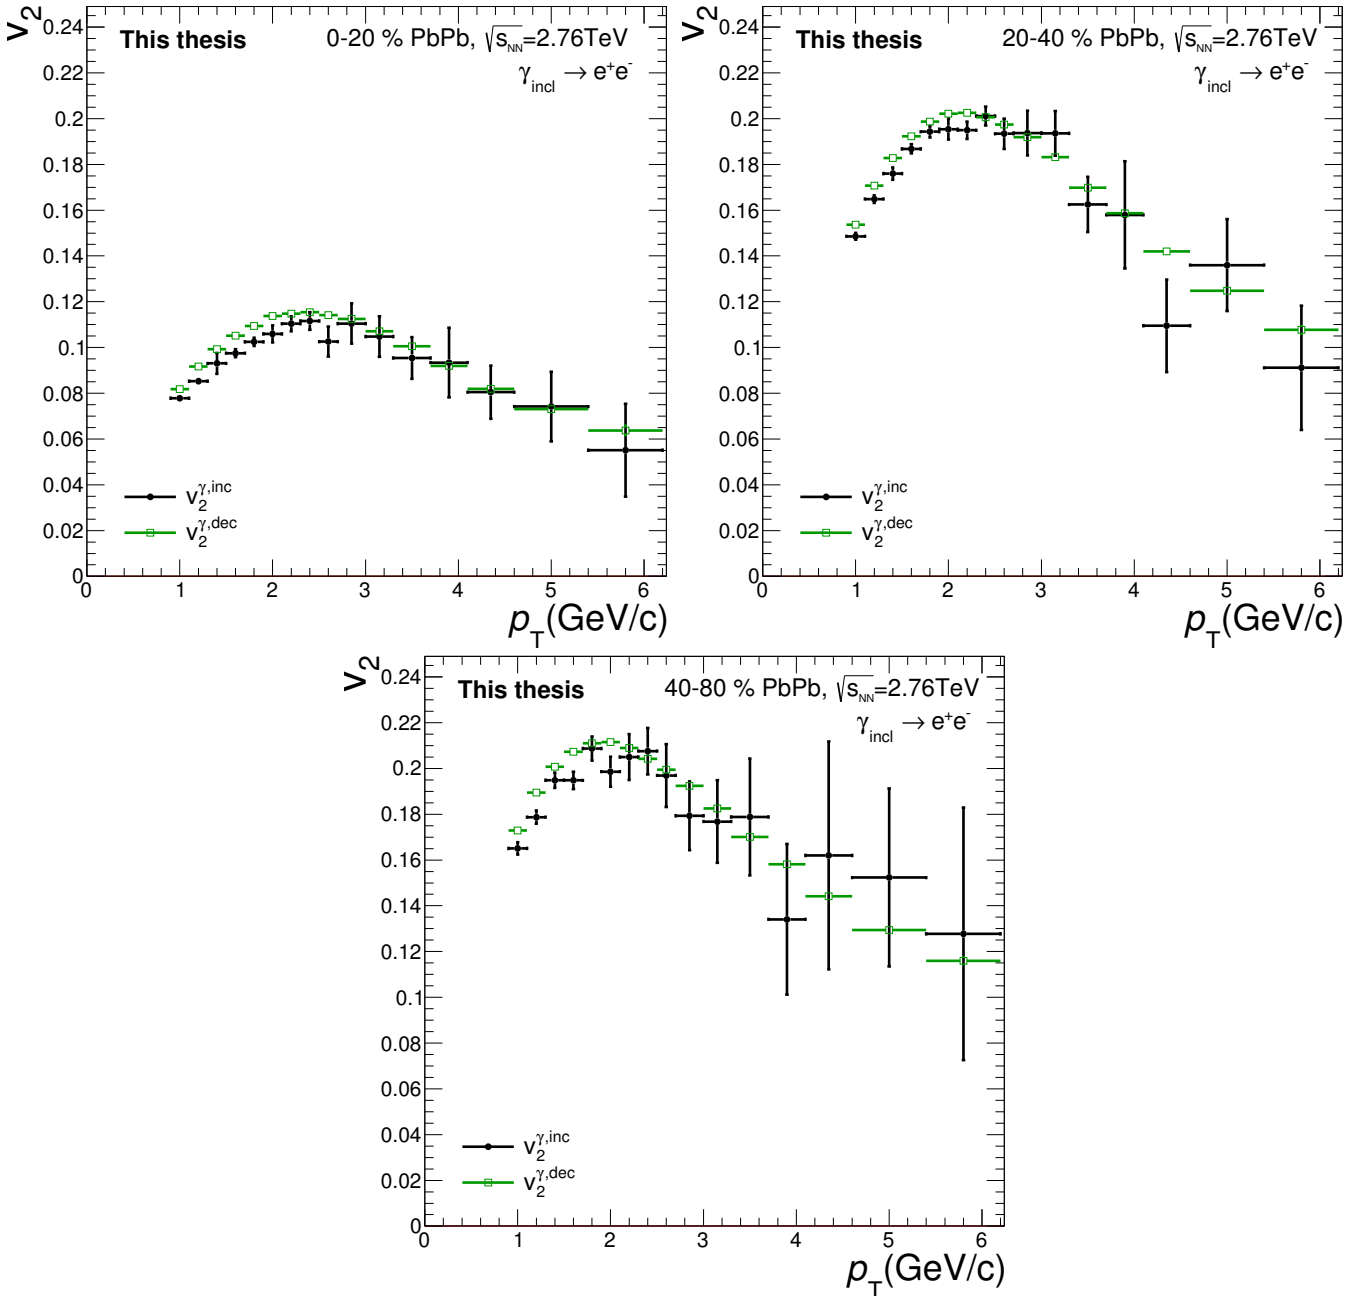 v2
0.24
This thesis
0-20 % PbPb, √sNN=2.76TeV
γincl → e+e-
0.22
0.2
0.18
0.16
0.14
0.12
0.1
0.08
0.06
0.04
0.02
0
v2γ,inc
v2γ,dec
0 1 2 3 4 5 6
pT(GeV/c)
v2
0.24
This thesis
20-40 % PbPb, √sNN=2.76TeV
γincl → e+e-
0.22
0.2
0.18
0.16
0.14
0.12
0.1
0.08
0.06
0.04
0.02
0
v2γ,inc
v2γ,dec
0 1 2 3 4 5 6
pT(GeV/c)
v2
0.24
This thesis
40-80 % PbPb, √sNN=2.76TeV
γincl → e+e-
0.22
0.2
0.18
0.16
0.14
0.12
0.1
0.08
0.06
0.04
0.02
0
v2γ,inc
v2γ,dec
0 1 2 3 4 5 6
pT(GeV/c)